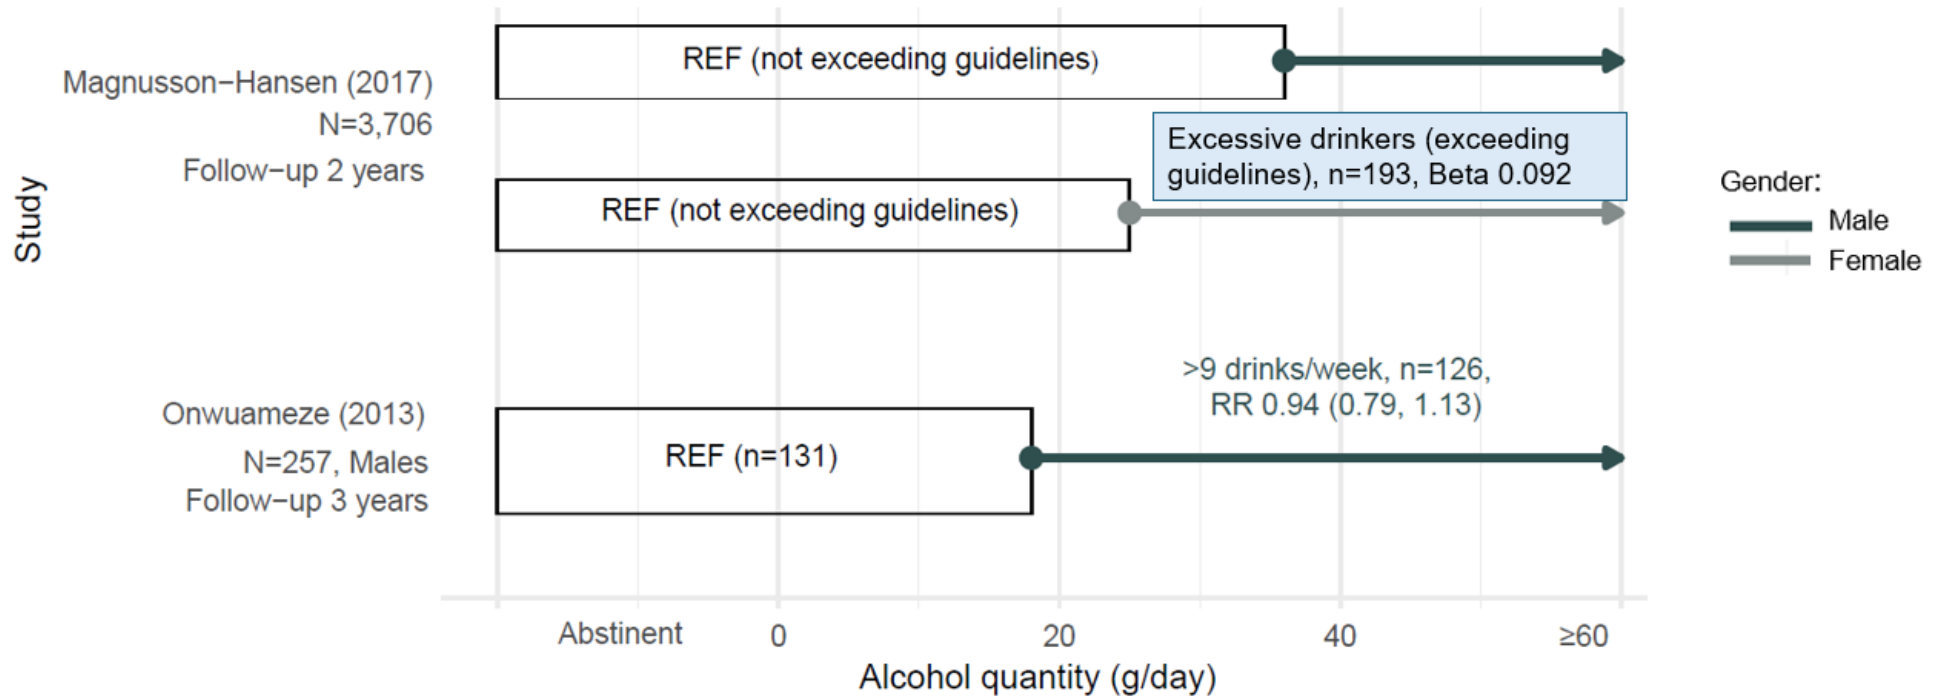 REF (not exceeding guidelines)
Magnusson−Hansen (2017)
N=3,706
Follow−up 2 years
Excessive drinkers (exceeding
guidelines), n=193, Beta 0.092
REF (not exceeding guidelines)
Study
Gender:
Male
Female
>9 drinks/week, n=126,
RR 0.94 (0.79, 1.13)
Onwuameze (2013)
N=257, Males
Follow−up 3 years
REF (n=131)
Abstinent 0 20 40 ≥60
Alcohol quantity (g/day)